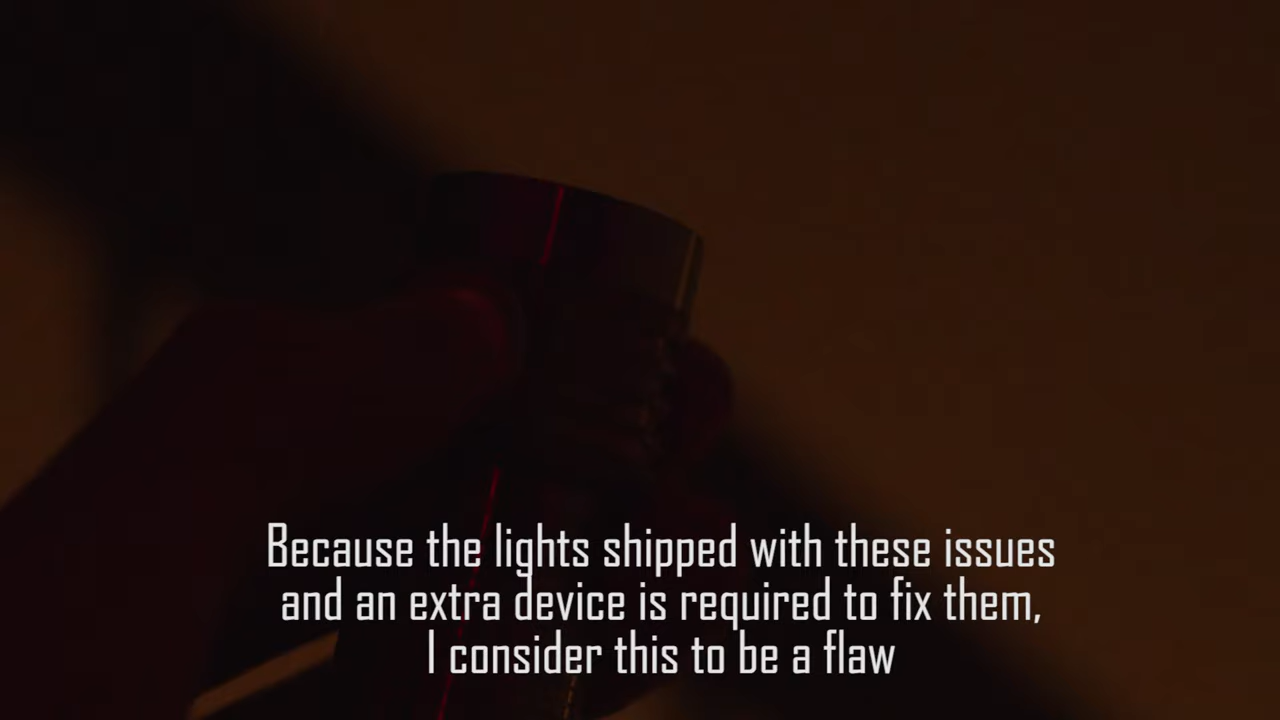 Because the lights shipped with these issues
and an extra device is required to fix them,
I consider this to be a flaw